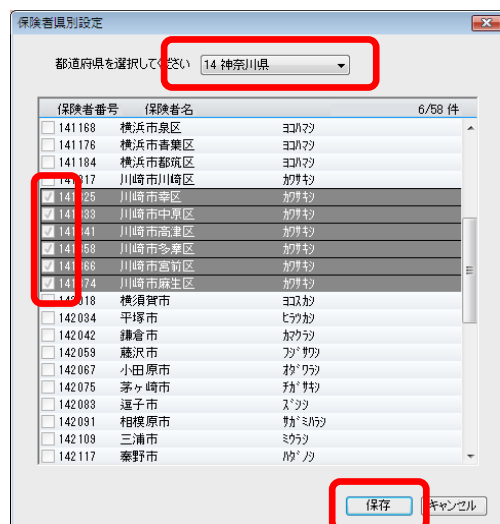 保険者県別設定
都道府県を選択してください 14 神奈川県
保険者番号 保険者名 6/58 件
141168 横浜市泉区 ﾖｺﾊﾏｼ
141176 横浜市青葉区 ﾖｺﾊﾏｼ
141184 横浜市都筑区 ﾖｺﾊﾏｼ
141317 川崎市川崎区 ｶﾜｻｷｼ
141325 川崎市幸区 ｶﾜｻｷｼ
141333 川崎市中原区 ｶﾜｻｷｼ
141341 川崎市高津区 ｶﾜｻｷｼ
141358 川崎市多摩区 ｶﾜｻｷｼ
141366 川崎市宮前区 ｶﾜｻｷｼ
141374 川崎市麻生区 ｶﾜｻｷｼ
142018 横須賀市 ﾖｺｽｶｼ
142034 平塚市 ﾋﾗﾂｶｼ
142042 鎌倉市 ｶﾏｸﾗｼ
142059 藤沢市 ﾌｼﾞｻﾜｼ
142067 小田原市 ｵﾀﾞﾜﾗｼ
142075 茅ヶ崎市 ﾁｶﾞｻｷｼ
142083 逗子市 ｽﾞｼｼ
142091 相模原市 ｻｶﾞﾐﾊﾗｼ
142109 三浦市 ﾐｳﾗｼ
142117 秦野市 ﾊﾀﾞﾉｼ
保存 キャンセル